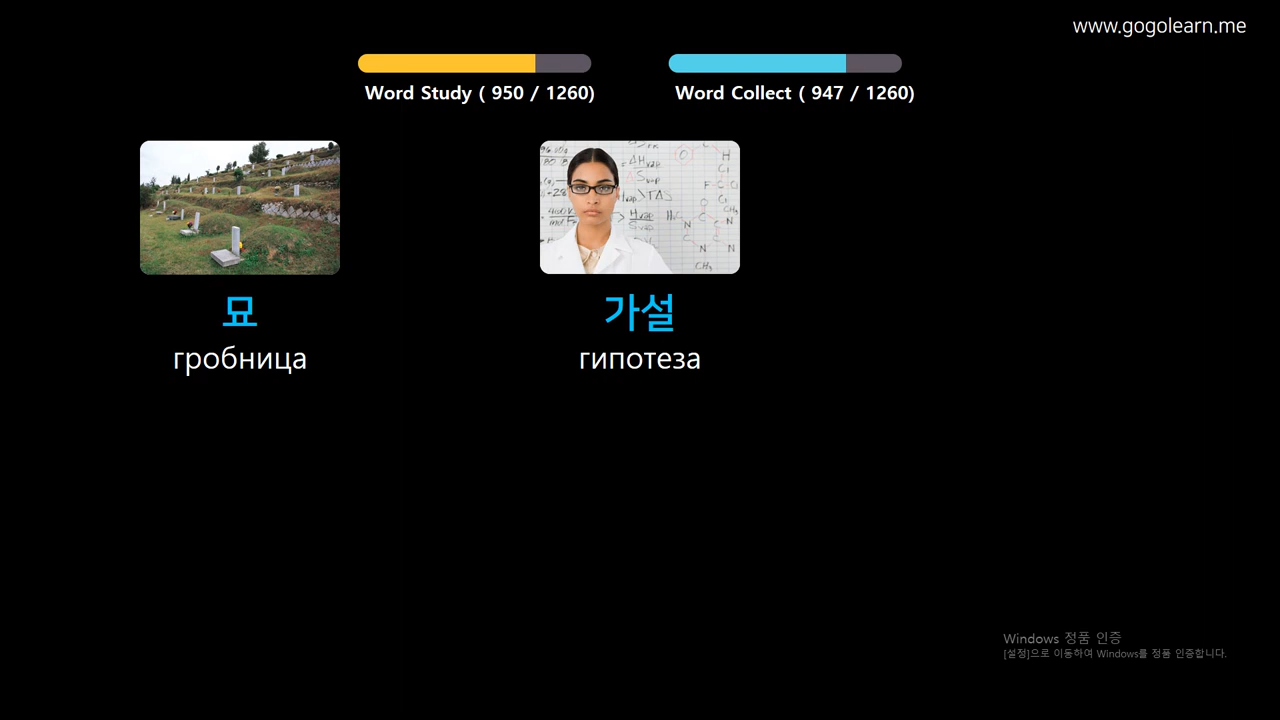 www.gogolearn.me
Word Study ( 950 / 1260)
Word Collect ( 947 / 1260)
묘
гробница
가설
гипотеза
Windows 정품 인증
[설정]으로 이동하여 Windows를 정품 인증합니다.